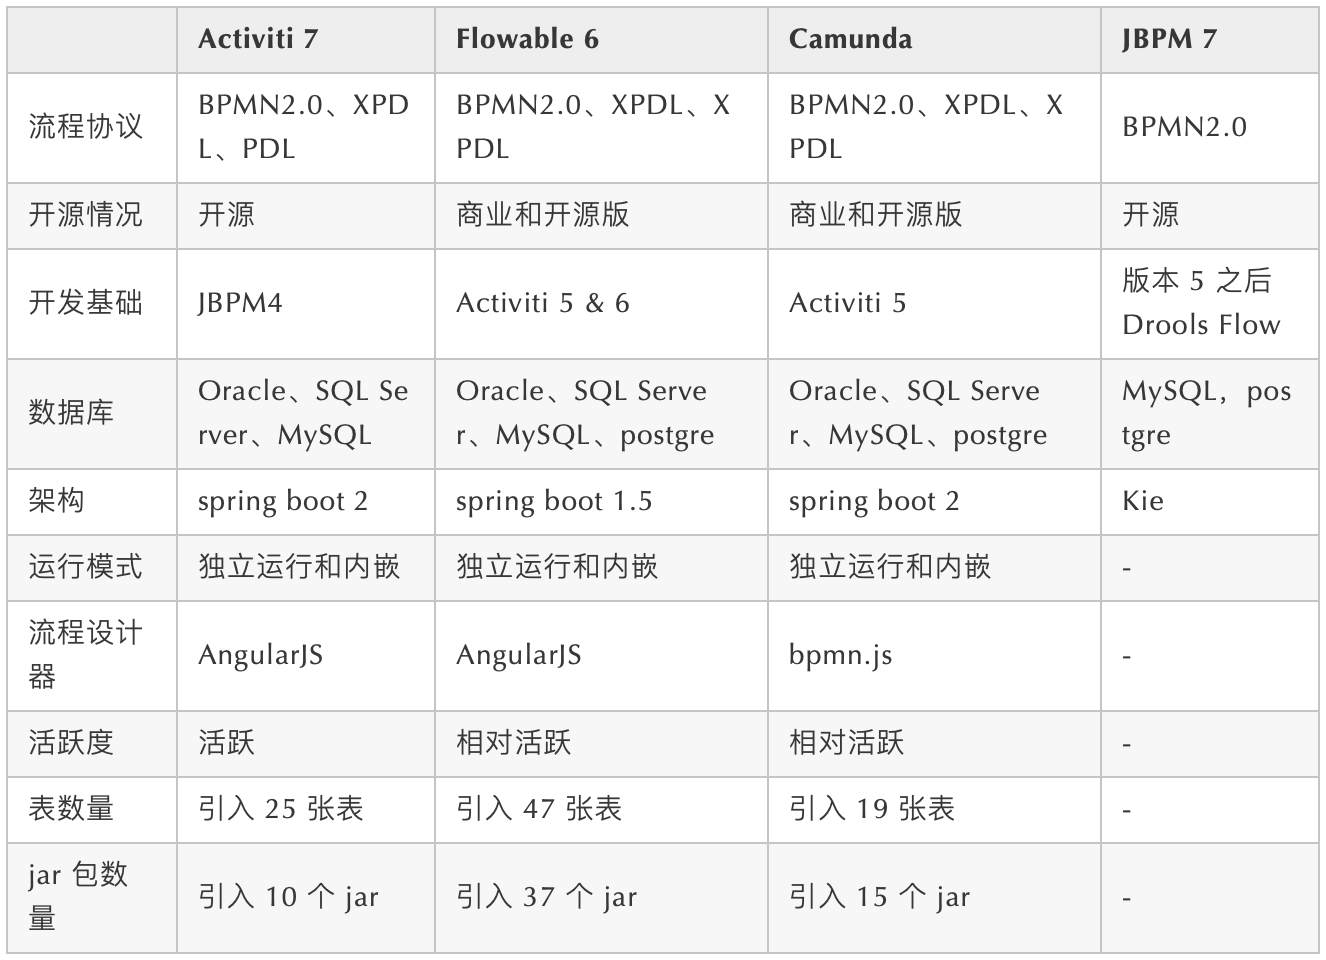 Activiti 7 Flowable 6 Camunda JBPM 7
流程协议
BPMN2.0、XPD
L、PDL
BPMN2.0、XPDL、X
PDL
BPMN2.0、XPDL、X
PDL
BPMN2.0
开源情况 开源 商业和开源版 商业和开源版 开源
开发基础 JBPM4 Activiti 5 & 6 Activiti 5
版本 5 之后
Drools Flow
数据库
Oracle、SQL Se
rver、MySQL
Oracle、SQL Serve
r、MySQL、postgre
Oracle、SQL Serve
r、MySQL、postgre
MySQL，pos
tgre
架构 spring boot 2 spring boot 1.5 spring boot 2 Kie
运行模式 独立运行和内嵌 独立运行和内嵌 独立运行和内嵌 -
流程设计
器
AngularJS AngularJS bpmn.js -
活跃度 活跃 相对活跃 相对活跃 -
表数量 引入 25 张表 引入 47 张表 引入 19 张表 -
jar 包数
量
引入 10 个 jar 引入 37 个 jar 引入 15 个 jar -